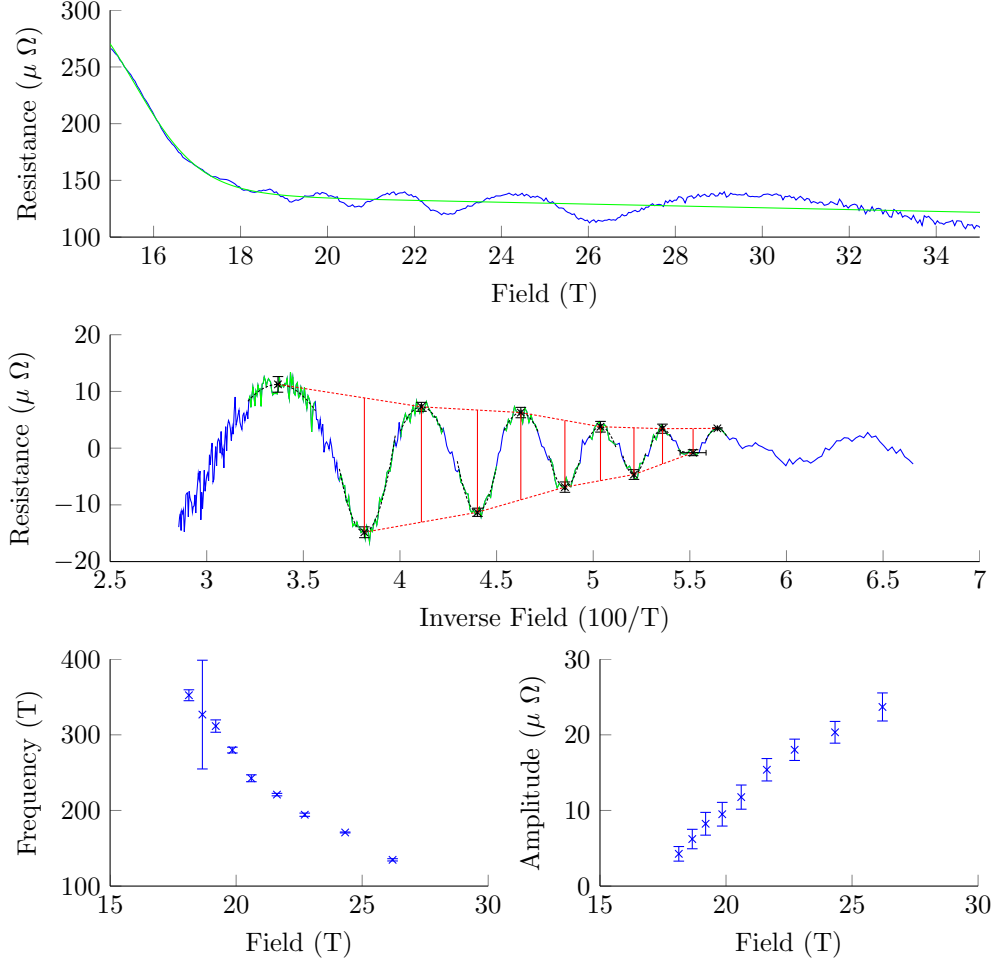 300
250
200
150
100
Resistance (μ Ω)
16 18 20 22 24 26 28 30 32 34
Field (T)
20
10
0
−10
−20
Resistance (μ Ω)
2.5 3 3.5 4 4.5 5 5.5 6 6.5 7
Inverse Field (100/T)
400
300
200
100
Frequency (T)
15 20 25 30
Field (T)
30
20
10
0
Amplitude (μ Ω)
15 20 25 30
Field (T)